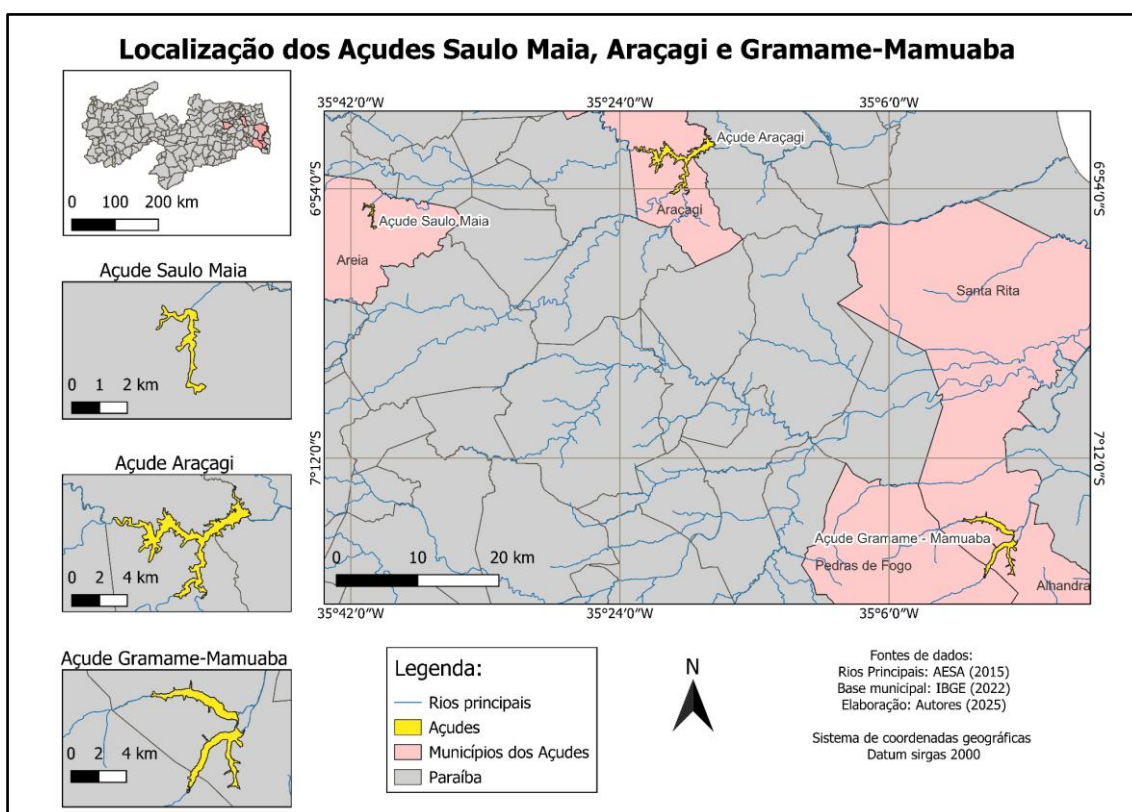 Localização dos Açudes Saulo Maia, Araçagi e Gramame-Mamuaba
0 100 200 km
Açude Saulo Maia
0 1 2 km
Açude Araçagi
0 2 4 km
Açude Gramame-Mamuaba
0 2 4 km
35°42'0"W 35°24'0"W 35°6'0"W
6°54'0"S 6°54'0"S
Açude Araçagi
Araçagi
Açude Saulo Maia
Areia
Santa Rita
7°12'0"S 7°12'0"S
Açude Gramame - Mamuaba
Pedras de Fogo
Alhandra
0 10 20 km
35°42'0"W 35°24'0"W 35°6'0"W
Legenda:
Rios principais
Açudes
Municípios dos Açudes
Paraíba
N
Fontes de dados:
Rios Principais: AESA (2015)
Base municipal: IBGE (2022)
Elaboração: Autores (2025)
Sistema de coordenadas geográficas
Datum sirgas 2000